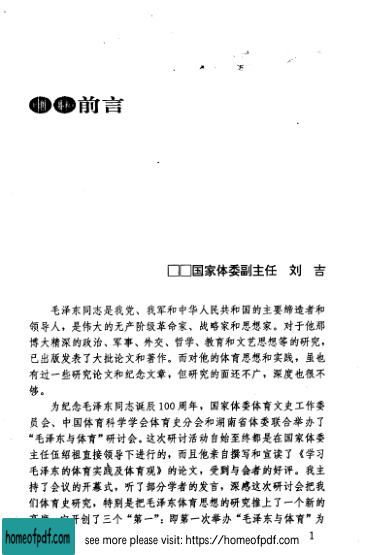 前言
□□国家体委副主任 刘 吉
毛泽东同志是我党、我军和中华人民共和国的主要缔造者和
领导人，是伟大的无产阶级革命家、战略家和思想家。对于他那
博大精深的政治、军事、外交、哲学、教育和文艺思想等的研究，
已出版发表了大批论文和著作。而对他的体育思想和实践，虽也
有过一些研究论文和纪念文章，但研究的面还不广，深度也很不
够。
为纪念毛泽东同志诞辰100周年，国家体委体育文史工作委
员会、中国体育科学学会体育史分会和湖南省体委联合举办了
“毛泽东与体育”研讨会。这次研讨活动自始至终都是在国家体委
主任伍绍祖直接领导下进行的，而且他亲自撰写和宣读了《学习
毛泽东的体育实践及体育观》的论文，受到与会者的好评。我主
持了会议的开幕式，听了部分学者的发言，深感这次研讨会把我
们体育史研究，特别是把毛泽东体育思想的研究推上了一个新的
开创了三个“第一”：即第一次举办“毛泽东与体育”为
1
homeofpdf.com
see more please visit: https://homeofpdf.com